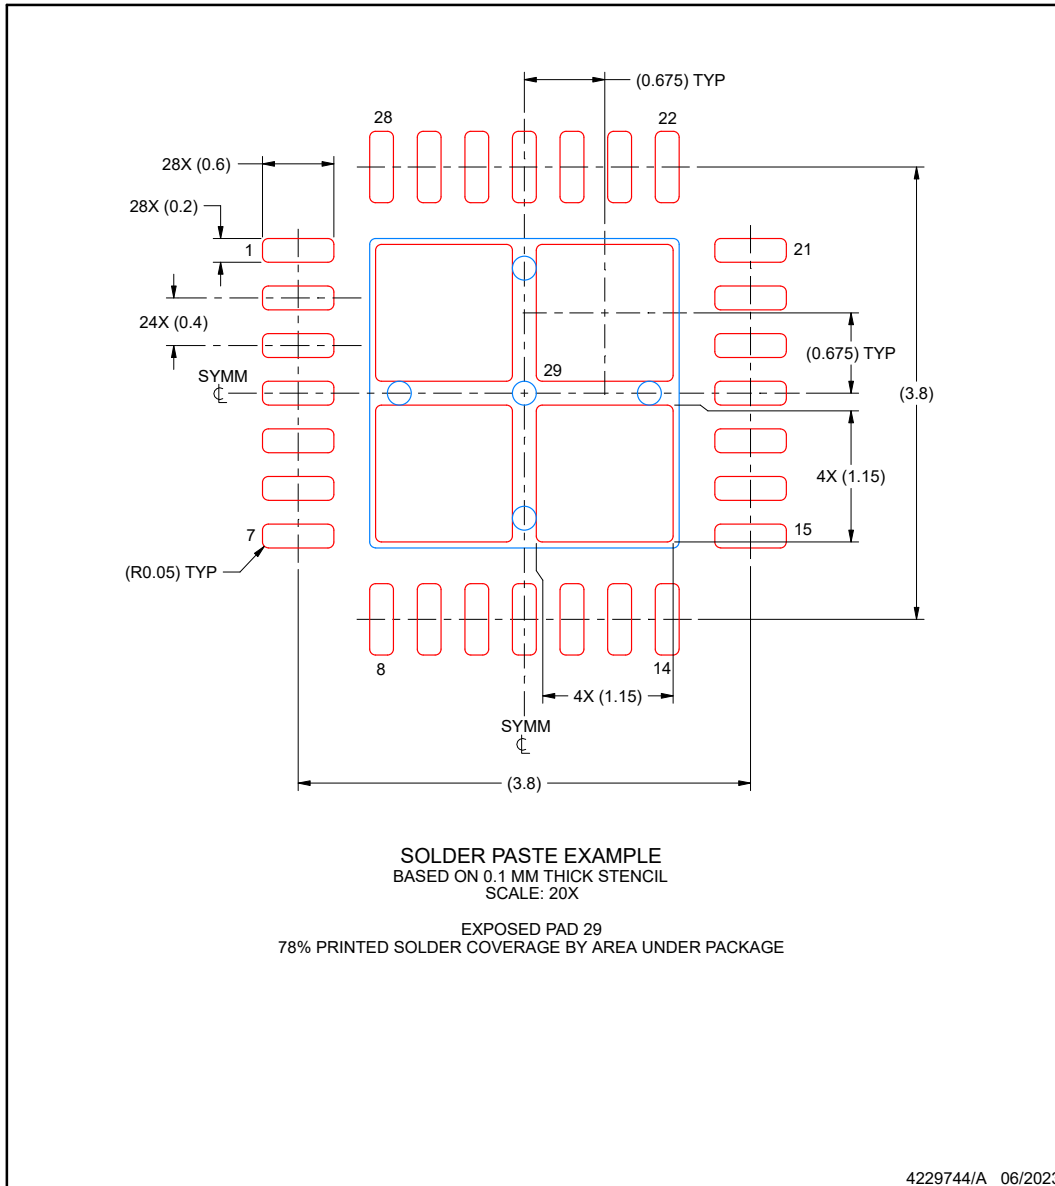 (0.675) TYP
28
22
28X (0.6)
28X (0.2)
1
21
24X (0.4)
(0.675) TYP
SYMM
29
(3.8)
4X (1.15)
7
15
(R0.05) TYP
8
14
4X (1.15)
SYMM
(3.8)
SOLDER PASTE EXAMPLE
BASED ON 0.1 MM THICK STENCIL
SCALE: 20X
EXPOSED PAD 29
78% PRINTED SOLDER COVERAGE BY AREA UNDER PACKAGE
4229744/A 06/2023